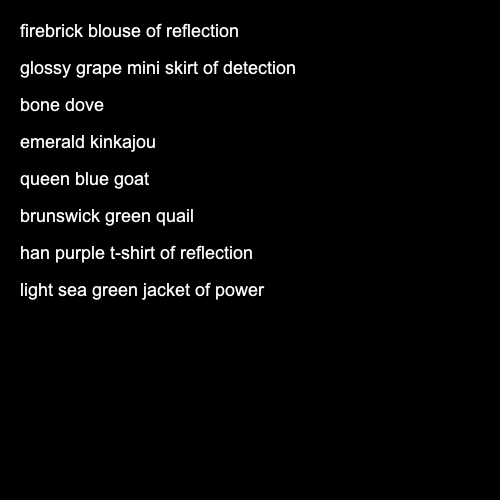 firebrick blouse of reflection
glossy grape mini skirt of detection
bone dove
emerald kinkajou
queen blue goat
brunswick green quail
han purple t-shirt of reflection
light sea green jacket of power